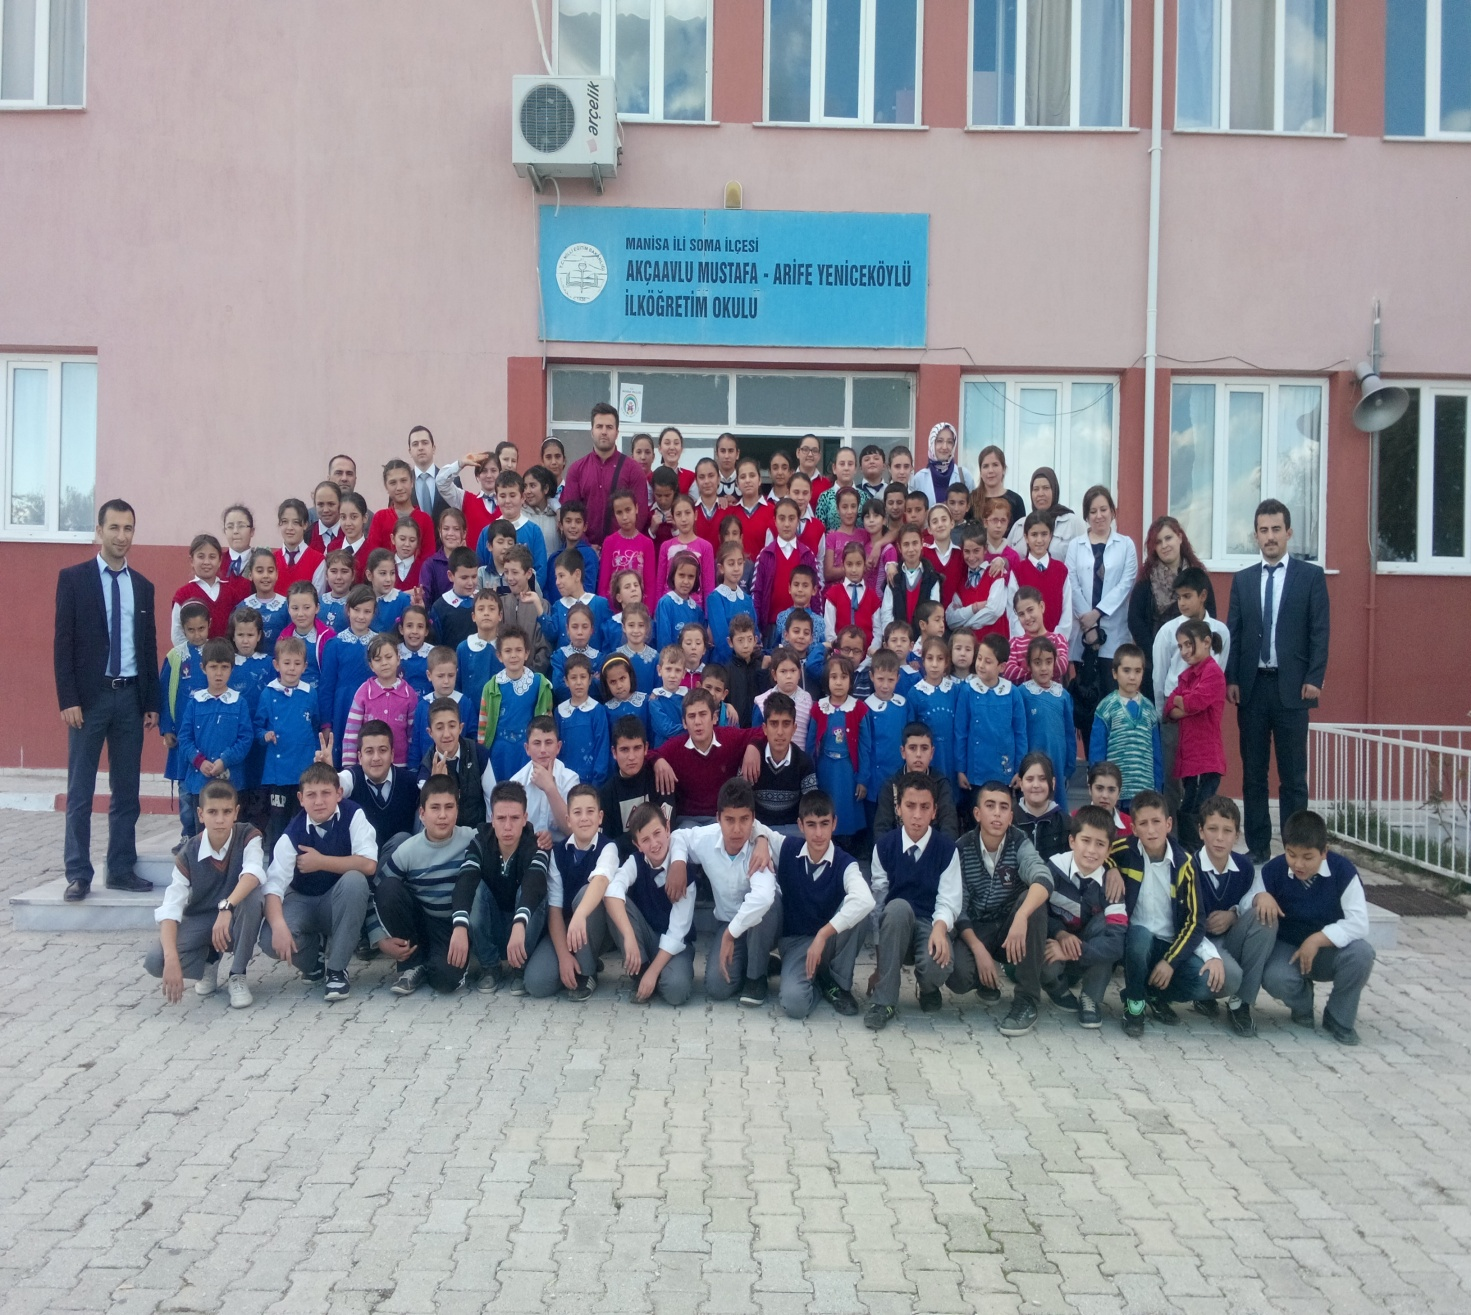 arçelik
MANİSA İLİ SOMA İLÇESİ
AKÇAAVLU MUSTAFA - ARİFE YENİCEKÖYLÜ
İLKÖĞRETİM OKULU